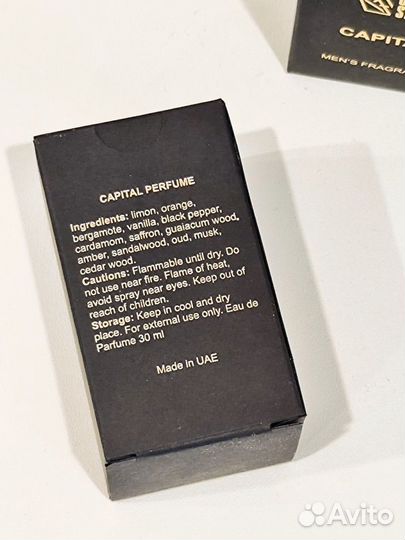 CAPITAL
MEN'S FRAGRA
CAPITAL PERFUME
Ingredients: limon, orange,
bergamote, vanilla, black pepper,
cardamom, saffron, guaiacum wood,
amber, sandalwood, oud, musk,
cedar wood.
Cautions: Flammable until dry. Do
not use near fire. Flame of heat,
avoid spray near eyes. Keep out of
reach of children.
Storage: Keep in cool and dry
place. For external use only. Eau de
Parfume 30 ml
Made in UAE
Avito